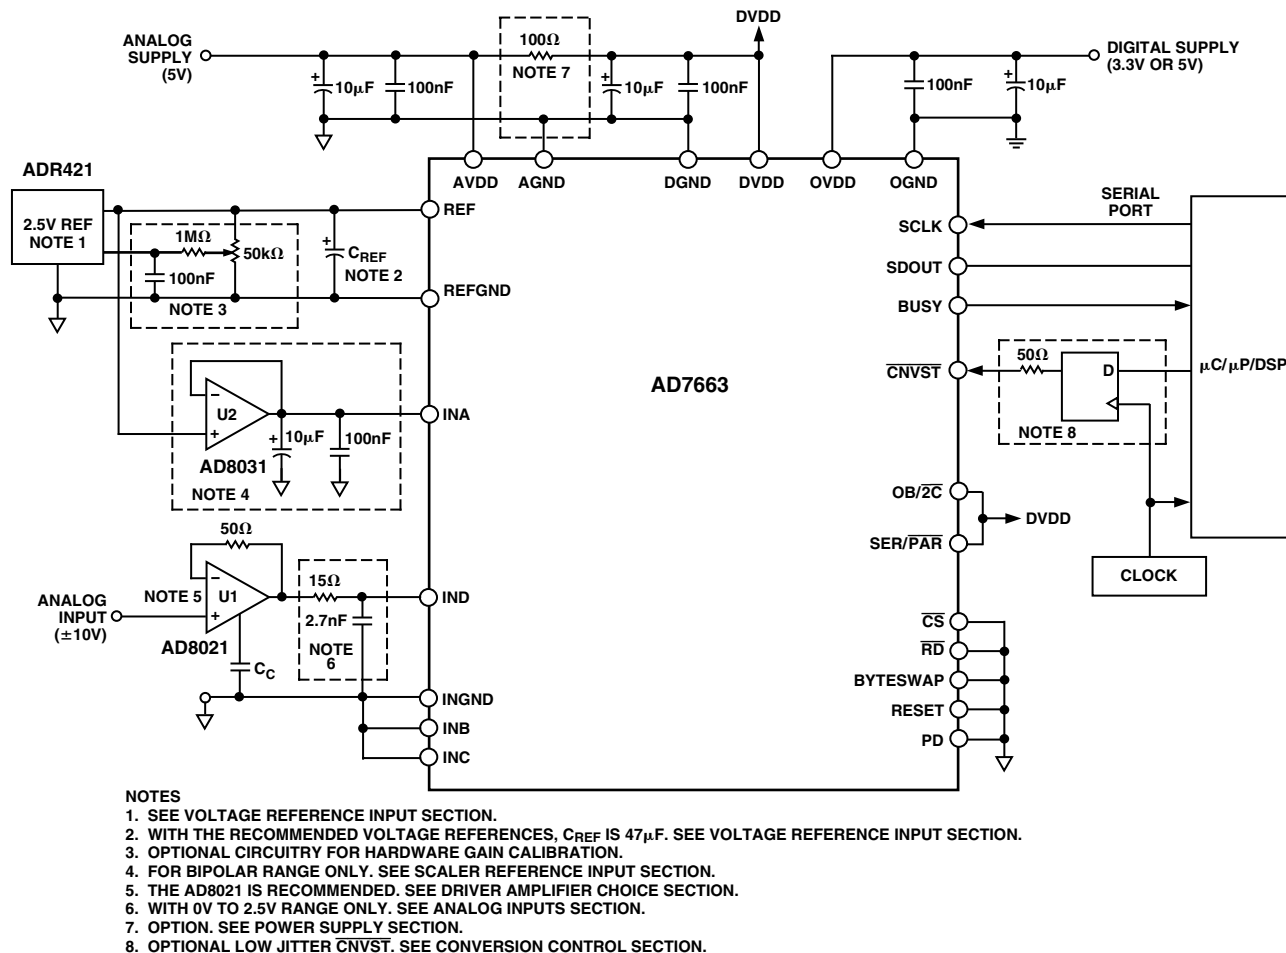 ANALOG
SUPPLY
(5V)
100Ω
NOTE 7
DVDD
DIGITAL SUPPLY
(3.3V OR 5V)
+
10μF
100nF
+
10μF
100nF
100nF
+
10μF
AVDD
AGND
DGND
DVDD
OVDD
OGND
ADR421
2.5V REF
NOTE 1
1MΩ
50kΩ
100nF
NOTE 3
+
CREF
NOTE 2
REF
REFGND
SCLK
SERIAL
PORT
SDOUT
BUSY
CNVST
50Ω
D
NOTE 8
μC/μP/DSP
AD7663
−
U2
+
AD8031
+
10μF
100nF
NOTE 4
INA
OB/2C
SER/PAR
DVDD
CLOCK
50Ω
NOTE 5
−
U1
+
AD8021
ANALOG
INPUT
(±10V)
CC
15Ω
2.7nF
NOTE
6
IND
INGND
INB
INC
CS
RD
BYTESWAP
RESET
PD
NOTES
1. SEE VOLTAGE REFERENCE INPUT SECTION.
2. WITH THE RECOMMENDED VOLTAGE REFERENCES, CREF IS 47μF. SEE VOLTAGE REFERENCE INPUT SECTION.
3. OPTIONAL CIRCUITRY FOR HARDWARE GAIN CALIBRATION.
4. FOR BIPOLAR RANGE ONLY. SEE SCALER REFERENCE INPUT SECTION.
5. THE AD8021 IS RECOMMENDED. SEE DRIVER AMPLIFIER CHOICE SECTION.
6. WITH 0V TO 2.5V RANGE ONLY. SEE ANALOG INPUTS SECTION.
7. OPTION. SEE POWER SUPPLY SECTION.
8. OPTIONAL LOW JITTER CNVST. SEE CONVERSION CONTROL SECTION.